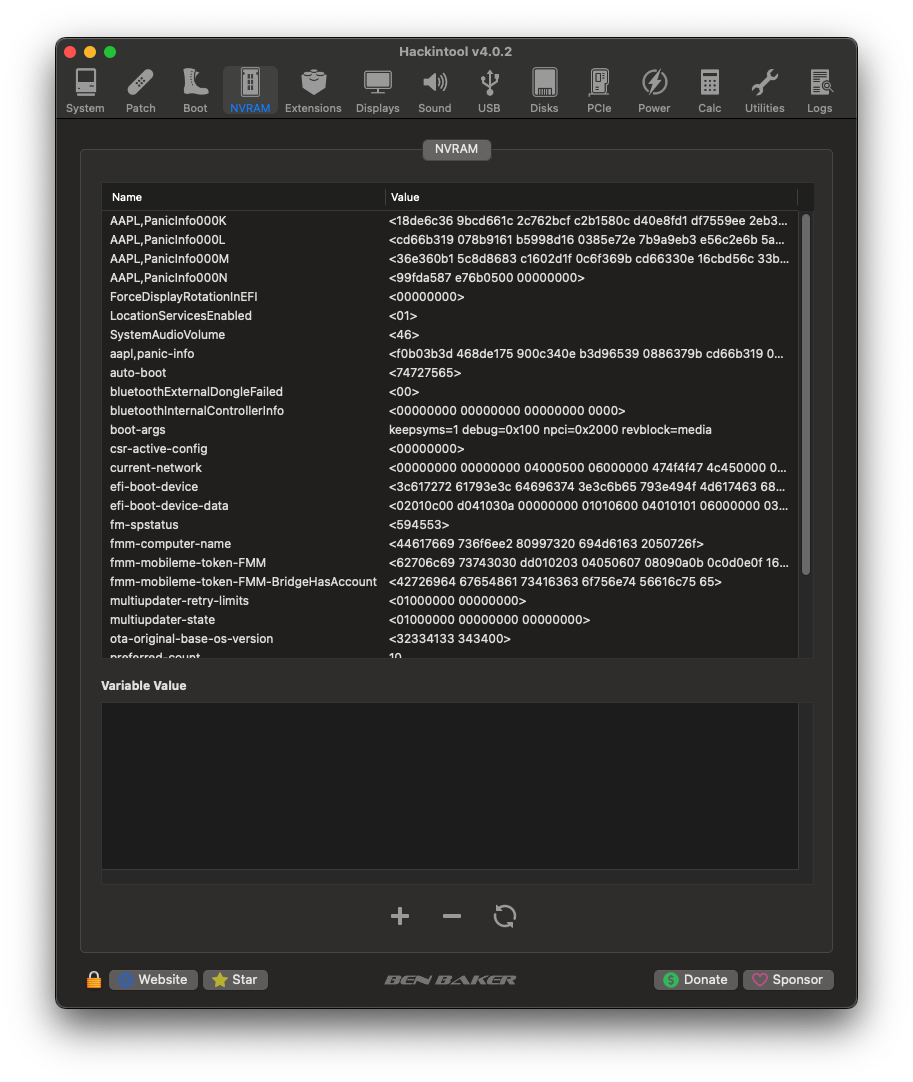 Hackintool v4.0.2
System Patch Boot NVRAM Extensions Displays Sound USB Disks PCIe Power Calc Utilities Logs
NVRAM
Name Value
AAPL,PanicInfo000K <18de6c36 9bcd661c 2c762bcf c2b1580c d40e8fd1 df7559ee 2eb3...
AAPL,PanicInfo000L <cd66b319 078b9161 b5998d16 0385e72e 7b9a9eb3 e56c2e6b 5a...
AAPL,PanicInfo000M <36e360b1 5c8d8683 c1602d1f 0c6f369b cd66330e 16cbd56c 33b...
AAPL,PanicInfo000N <99fda587 e76b0500 00000000>
ForceDisplayRotationInEFI <00000000>
LocationServicesEnabled <01>
SystemAudioVolume <46>
aapl,panic-info <f0b03b3d 468de175 900c340e b3d96539 0886379b cd66b319 0...
auto-boot <74727565>
bluetoothExternalDongleFailed <00>
bluetoothInternalControllerInfo <00000000 00000000 00000000 0000>
boot-args keepsyms=1 debug=0x100 npci=0x2000 revblock=media
csr-active-config <00000000>
current-network <00000000 00000000 04000500 06000000 474f4f47 4c450000 0...
efi-boot-device <3c617272 61793e3c 64696374 3e3c6b65 793e494f 4d617463 68...
efi-boot-device-data <02010c00 d041030a 00000000 01010600 04010101 06000000 03...
fm-spstatus <594553>
fmm-computer-name <44617669 736f6ee2 80997320 694d6163 2050726f>
fmm-mobileme-token-FMM <62706c69 73743030 dd010203 04050607 08090a0b 0c0d0e0f 16...
fmm-mobileme-token-FMM-BridgeHasAccount <42726964 67654861 73416363 6f756e74 56616c75 65>
multiupdater-retry-limits <01000000 00000000>
multiupdater-state <01000000 00000000 00000000>
ota-original-base-os-version <32334133 343400>
preferred-count 10
Variable Value
Website Star BEN BAKER Donate Sponsor